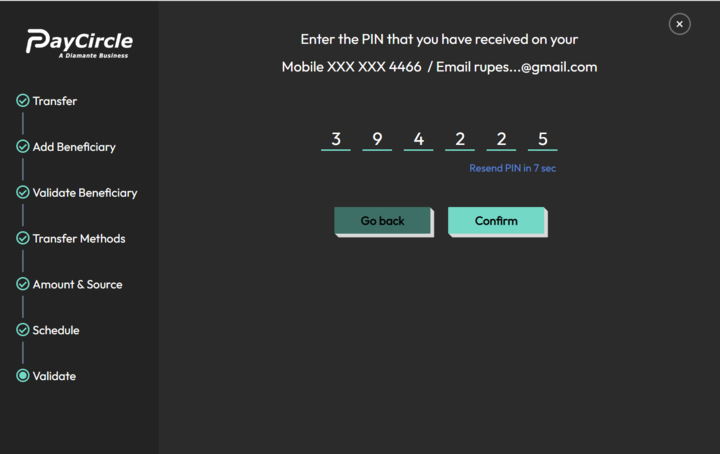 PayCircle
A Diamante Business
Transfer
Add Beneficiary
Validate Beneficiary
Transfer Methods
Amount & Source
Schedule
Validate
Enter the PIN that you have received on your
Mobile XXX XXX 4466 / Email rupes...@gmail.com
3 9 4 2 2 5
Resend PIN in 7 sec
Go back Confirm